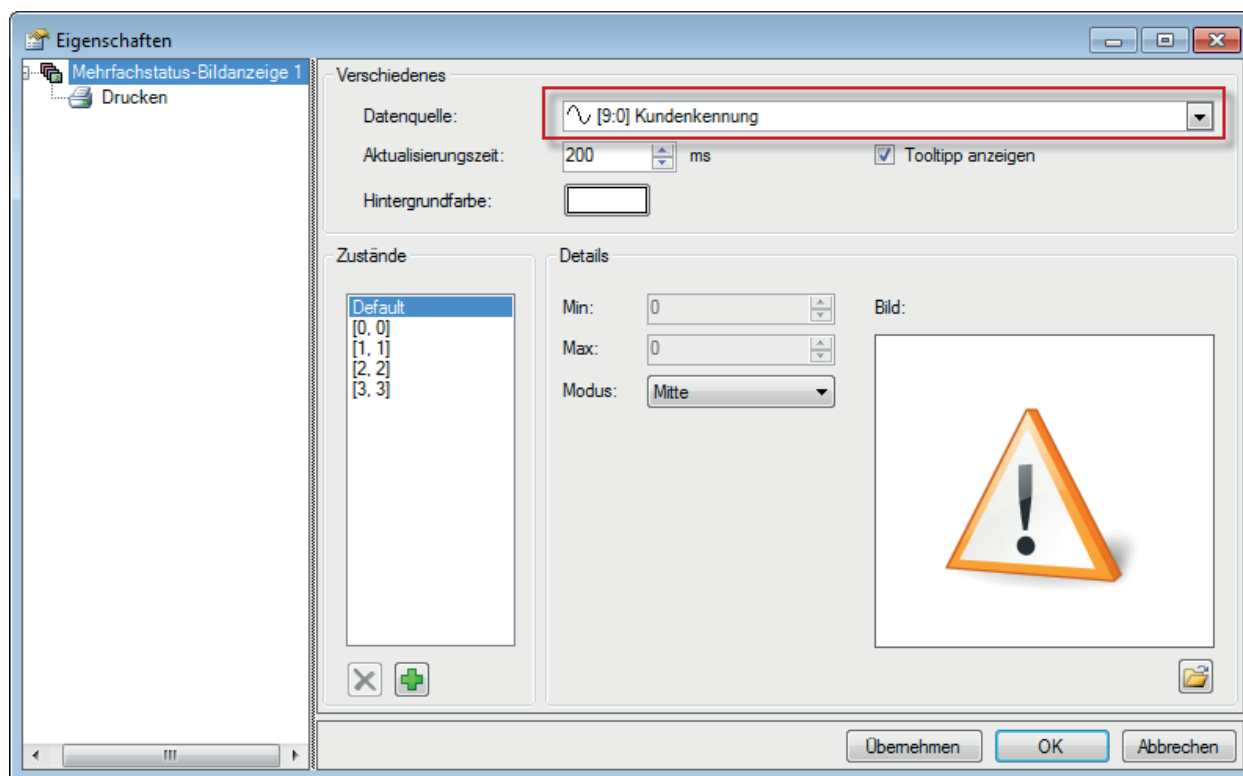 Eigenschaften
Mehrfachstatus-Bildanzeige 1
Drucken
Verschiedenes
Datenquelle:
[9:0] Kundenkennung
Aktualisierungszeit:
200
ms
Tooltipp anzeigen
Hintergrundfarbe:
Zustände
Default
[0, 0]
[1, 1]
[2, 2]
[3, 3]
Details
Min:
0
Max:
0
Modus:
Mitte
Bild:
Übernehmen
OK
Abbrechen